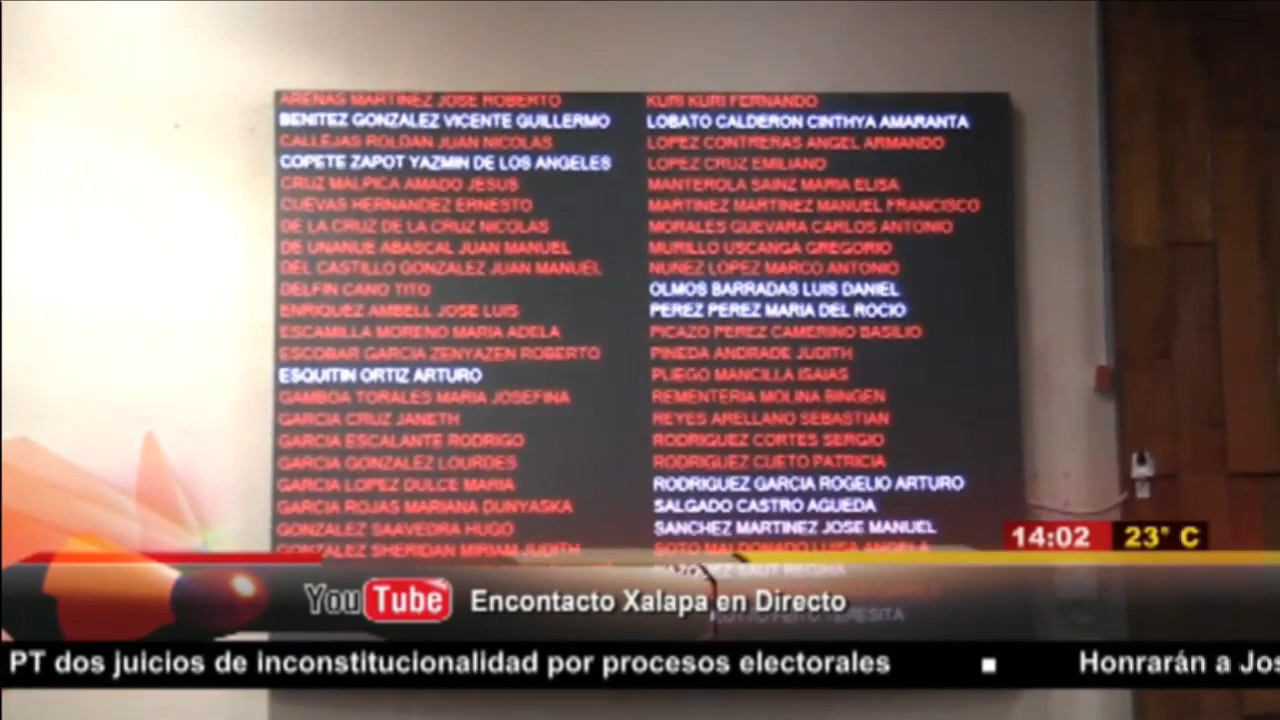 ARENAS MARTINEZ JOSE ROBERTO
BENITEZ GONZALEZ VICENTE GUILLERMO
CALLEJAS ROLDAN JUAN NICOLAS
COPETE ZAPOT YAZMIN DE LOS ANGELES
CRUZ MALPICA AMADO JESUS
CUEVAS HERNANDEZ ERNESTO
DE LA CRUZ DE LA CRUZ NICOLAS
DE UNANUE ABASCAL JUAN MANUEL
DEL CASTILLO GONZALEZ JUAN MANUEL
DELFIN CANO TITO
ENRIQUEZ AMBELL JOSE LUIS
ESCAMILLA MORENO MARIA ADELA
ESCOBAR GARCIA ZENYAZEN ROBERTO
ESQUITIN ORTIZ ARTURO
GAMBOA TORALES MARIA JOSEFINA
GARCIA CRUZ JANETH
GARCIA ESCALANTE RODRIGO
GARCIA GONZALEZ LOURDES
GARCIA LOPEZ DULCE MARIA
GARCIA ROJAS MARIANA DUNYASKA
GONZALEZ SAAVEDRA HUGO
GONZALEZ SHERIDAN MIRIAM JUDITH
KURI KURI FERNANDO
LOBATO CALDERON CINTHYA AMARANTA
LOPEZ CONTRERAS ANGEL ARMANDO
LOPEZ CRUZ EMILIANO
MANTEROLA SAINZ MARIA ELISA
MARTINEZ MARTINEZ MANUEL FRANCISCO
MORALES GUEVARA CARLOS ANTONIO
MURILLO USCANGA GREGORIO
NUÑEZ LOPEZ MARCO ANTONIO
OLMOS BARRADAS LUIS DANIEL
PEREZ PEREZ MARIA DEL ROCIO
PICAZO PEREZ CAMERINO BASILIO
PINEDA ANDRADE JUDITH
PLIEGO MANCILLA ISAIAS
REMENTERIA MOLINA BINGEN
REYES ARELLANO SEBASTIAN
RODRIGUEZ CORTES SERGIO
RODRIGUEZ CUETO PATRICIA
RODRIGUEZ GARCIA ROGELIO ARTURO
SALGADO CASTRO AGUEDA
SANCHEZ MARTINEZ JOSE MANUEL
SOTO MALDONADO LUISA ANGELA
REGINA
TERESITA
14:02 23° C
YouTube Encontacto Xalapa en Directo
PT dos juicios de inconstitucionalidad por procesos electorales ■ Honrarán a Jos